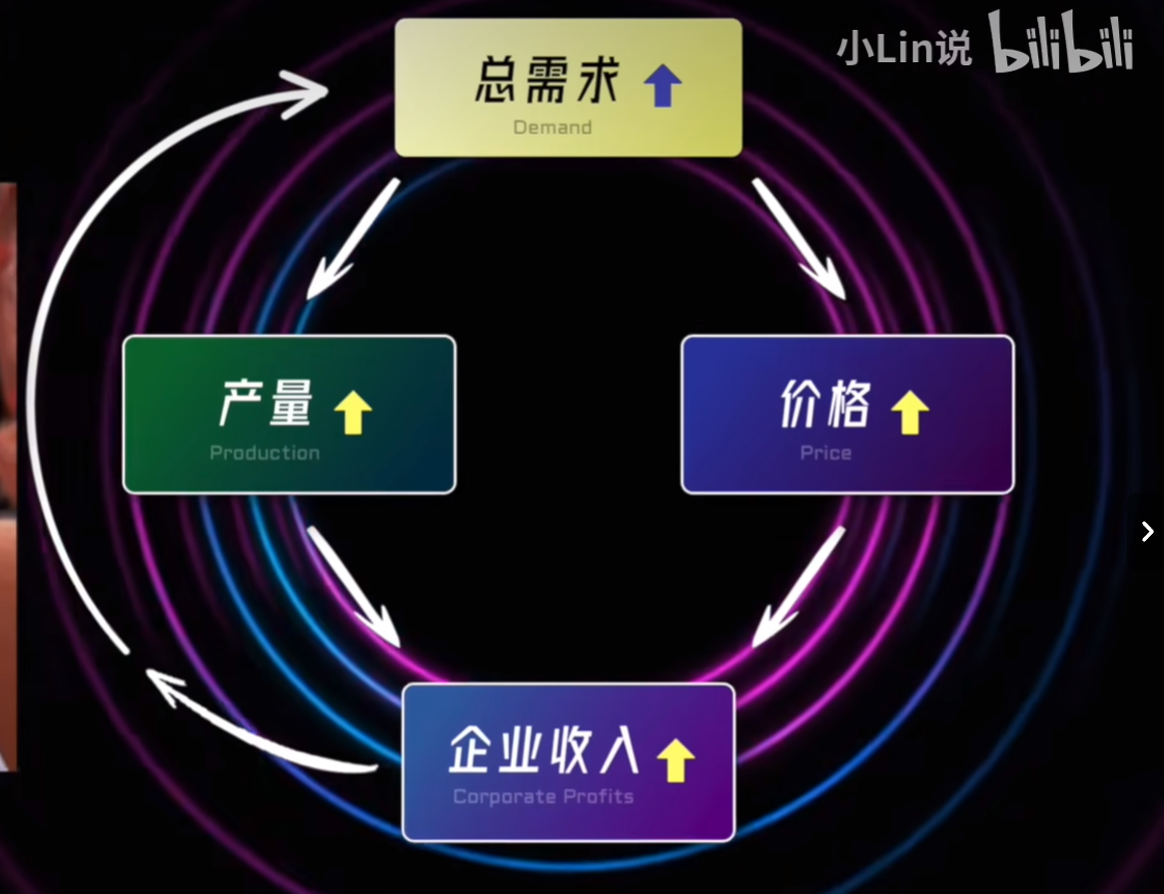 小Lin说 bilibili
总需求
Demand
产量
Production
价格
Price
企业收入
Corporate Profits